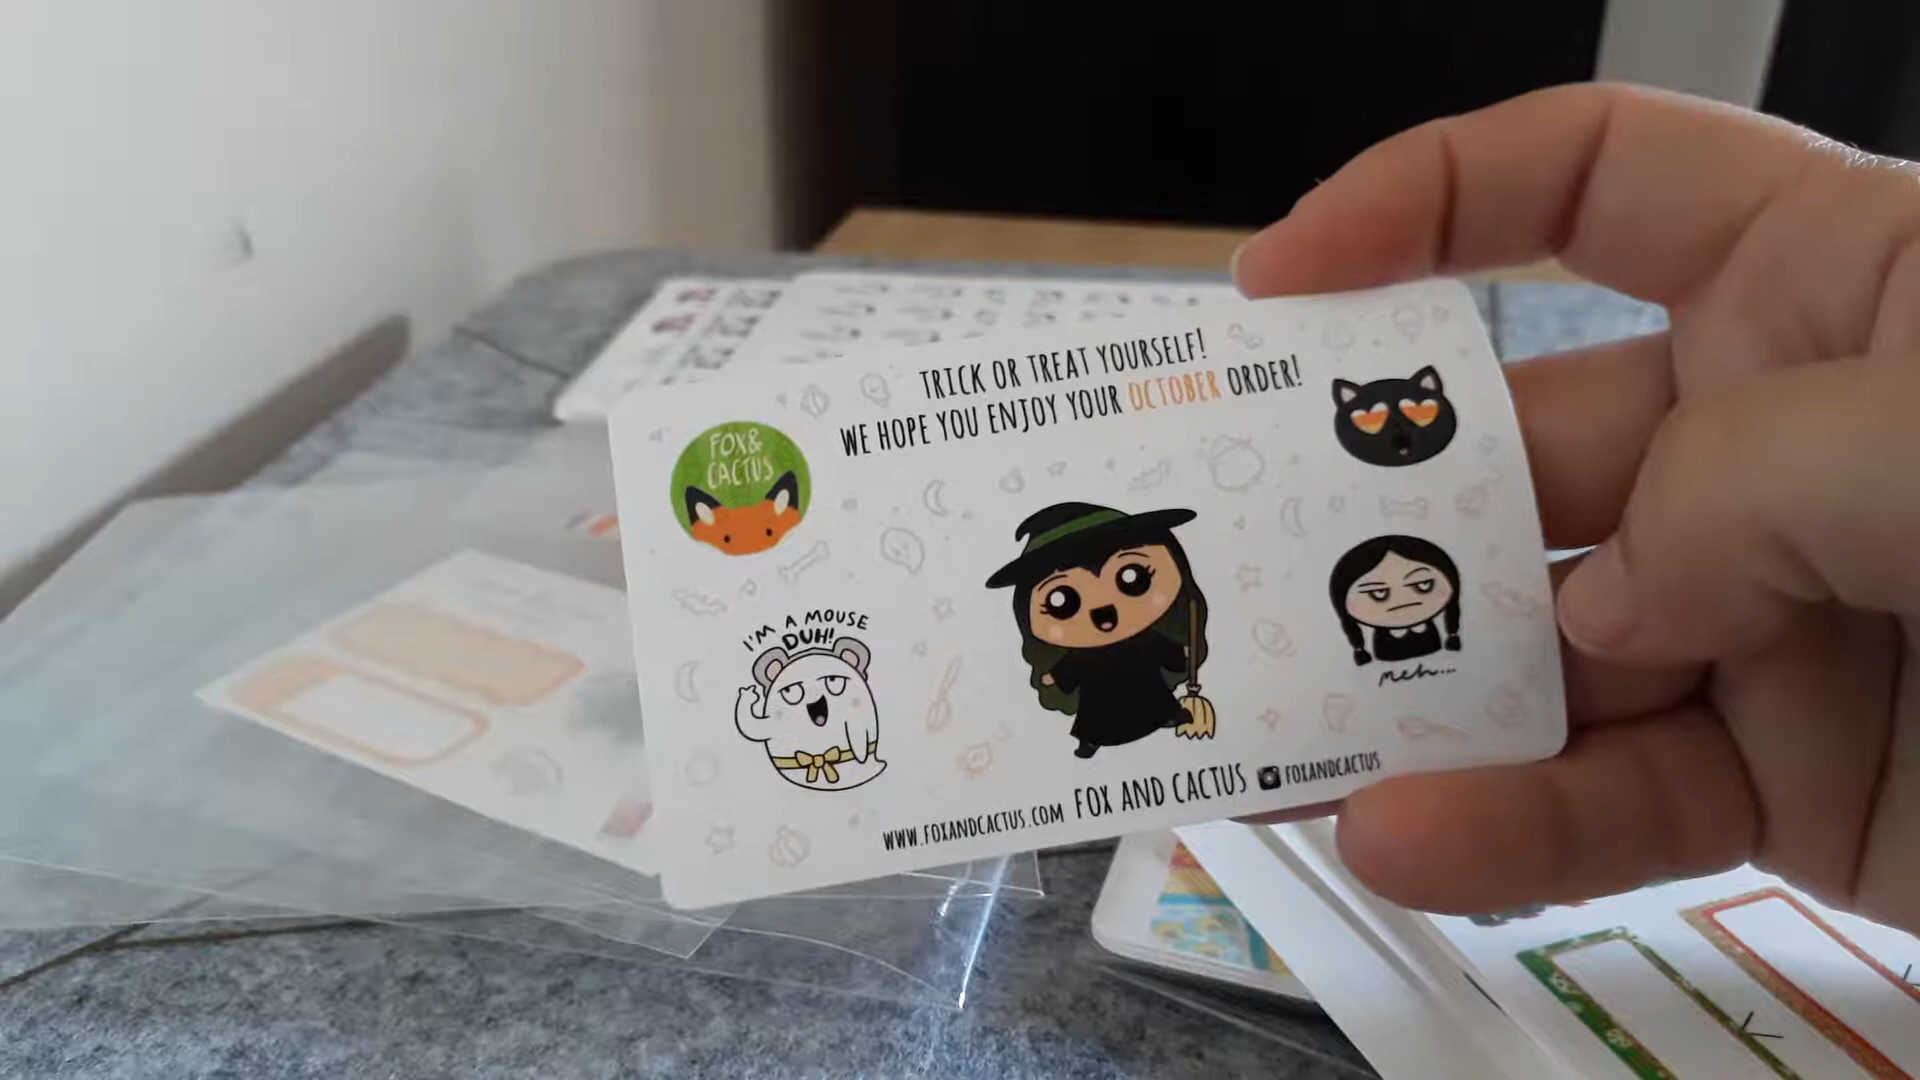 TRICK OR TREAT YOURSELF!
WE HOPE YOU ENJOY YOUR OCTOBER ORDER!
FOX&
CACTUS
I'M A MOUSE
DUH!
meh...
WWW.FOXANDCACTUS.COM FOX AND CACTUS FOXANDCACTUS